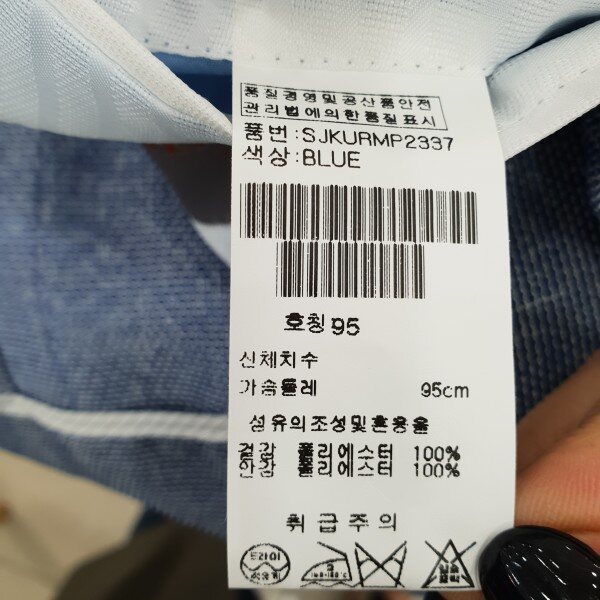 품질경영및공산품안전
관리법에의한품질표시
품번:SJKURMP2337
색상:BLUE
호칭 95
신체치수
가슴둘레 95cm
섬유의조성및혼용율
겉감 폴리에스터 100%
안감 폴리에스터 100%
취급주의
드라이